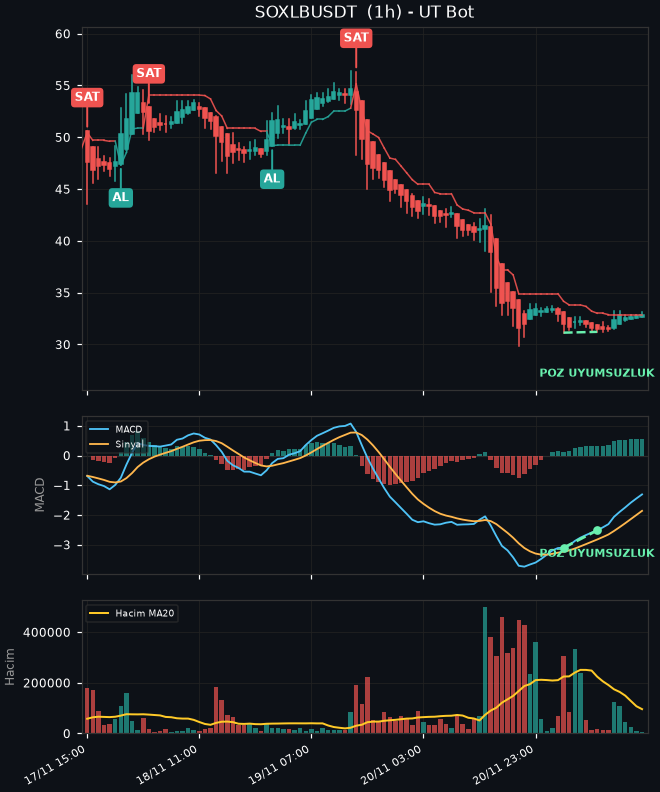 SOXLBUSDT (1h) - UT Bot
60
55
50
45
40
35
30
SAT
SAT
SAT
AL
AL
POZ UYUMSUZLUK
MACD
1
0
−1
−2
−3
MACD
Sinyal
POZ UYUMSUZLUK
Hacim
400000
200000
0
Hacim MA20
17/11 15:00
18/11 11:00
19/11 07:00
20/11 03:00
20/11 23:00